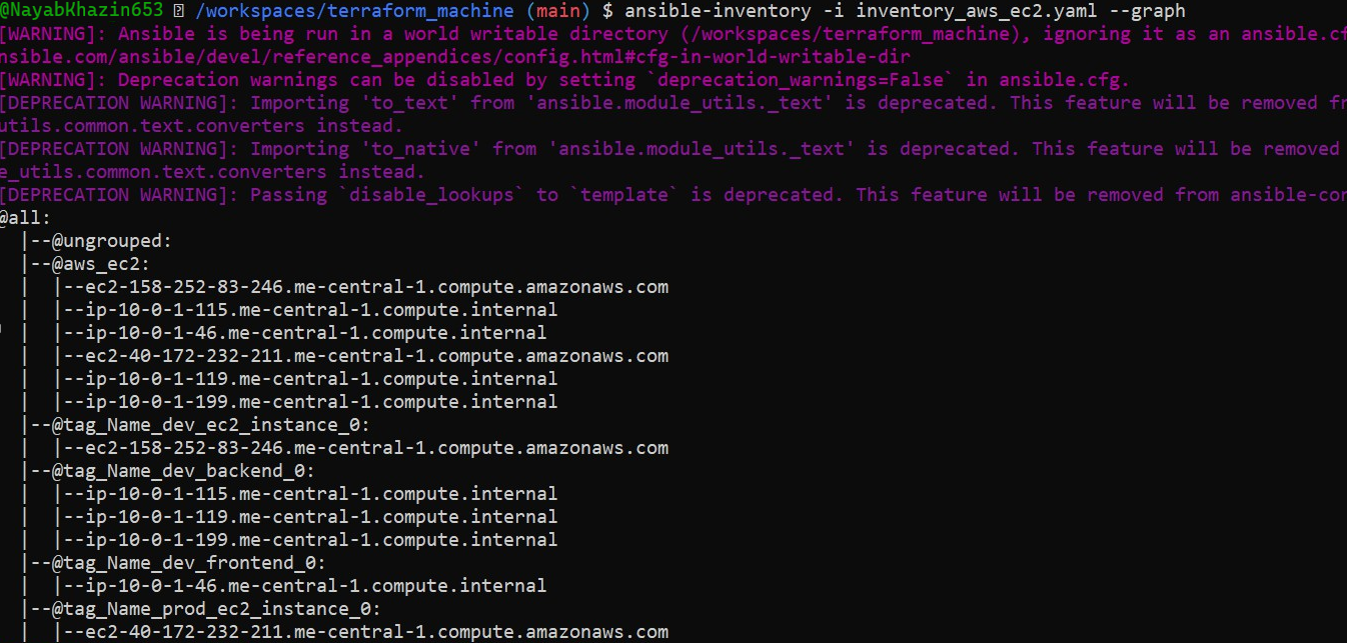 @NayabKhazin653 /workspaces/terraform_machine (main) $ ansible-inventory -i inventory_aws_ec2.yaml --graph
[WARNING]: Ansible is being run in a world writable directory (/workspaces/terraform_machine), ignoring it as an ansible.cf
nsible.com/ansible/devel/reference_appendices/config.html#cfg-in-world-writable-dir
[WARNING]: Deprecation warnings can be disabled by setting `deprecation_warnings=False` in ansible.cfg.
[DEPRECATION WARNING]: Importing 'to_text' from 'ansible.module_utils._text' is deprecated. This feature will be removed fr
utils.common.text.converters instead.
[DEPRECATION WARNING]: Importing 'to_native' from 'ansible.module_utils._text' is deprecated. This feature will be removed
e_utils.common.text.converters instead.
[DEPRECATION WARNING]: Passing `disable_lookups` to `template` is deprecated. This feature will be removed from ansible-cor
@all:
  |--@ungrouped:
  |--@aws_ec2:
  |  |--ec2-158-252-83-246.me-central-1.compute.amazonaws.com
  |  |--ip-10-0-1-115.me-central-1.compute.internal
  |  |--ip-10-0-1-46.me-central-1.compute.internal
  |  |--ec2-40-172-232-211.me-central-1.compute.amazonaws.com
  |  |--ip-10-0-1-119.me-central-1.compute.internal
  |  |--ip-10-0-1-199.me-central-1.compute.internal
  |--@tag_Name_dev_ec2_instance_0:
  |  |--ec2-158-252-83-246.me-central-1.compute.amazonaws.com
  |--@tag_Name_dev_backend_0:
  |  |--ip-10-0-1-115.me-central-1.compute.internal
  |  |--ip-10-0-1-119.me-central-1.compute.internal
  |  |--ip-10-0-1-199.me-central-1.compute.internal
  |--@tag_Name_dev_frontend_0:
  |  |--ip-10-0-1-46.me-central-1.compute.internal
  |--@tag_Name_prod_ec2_instance_0:
  |  |--ec2-40-172-232-211.me-central-1.compute.amazonaws.com